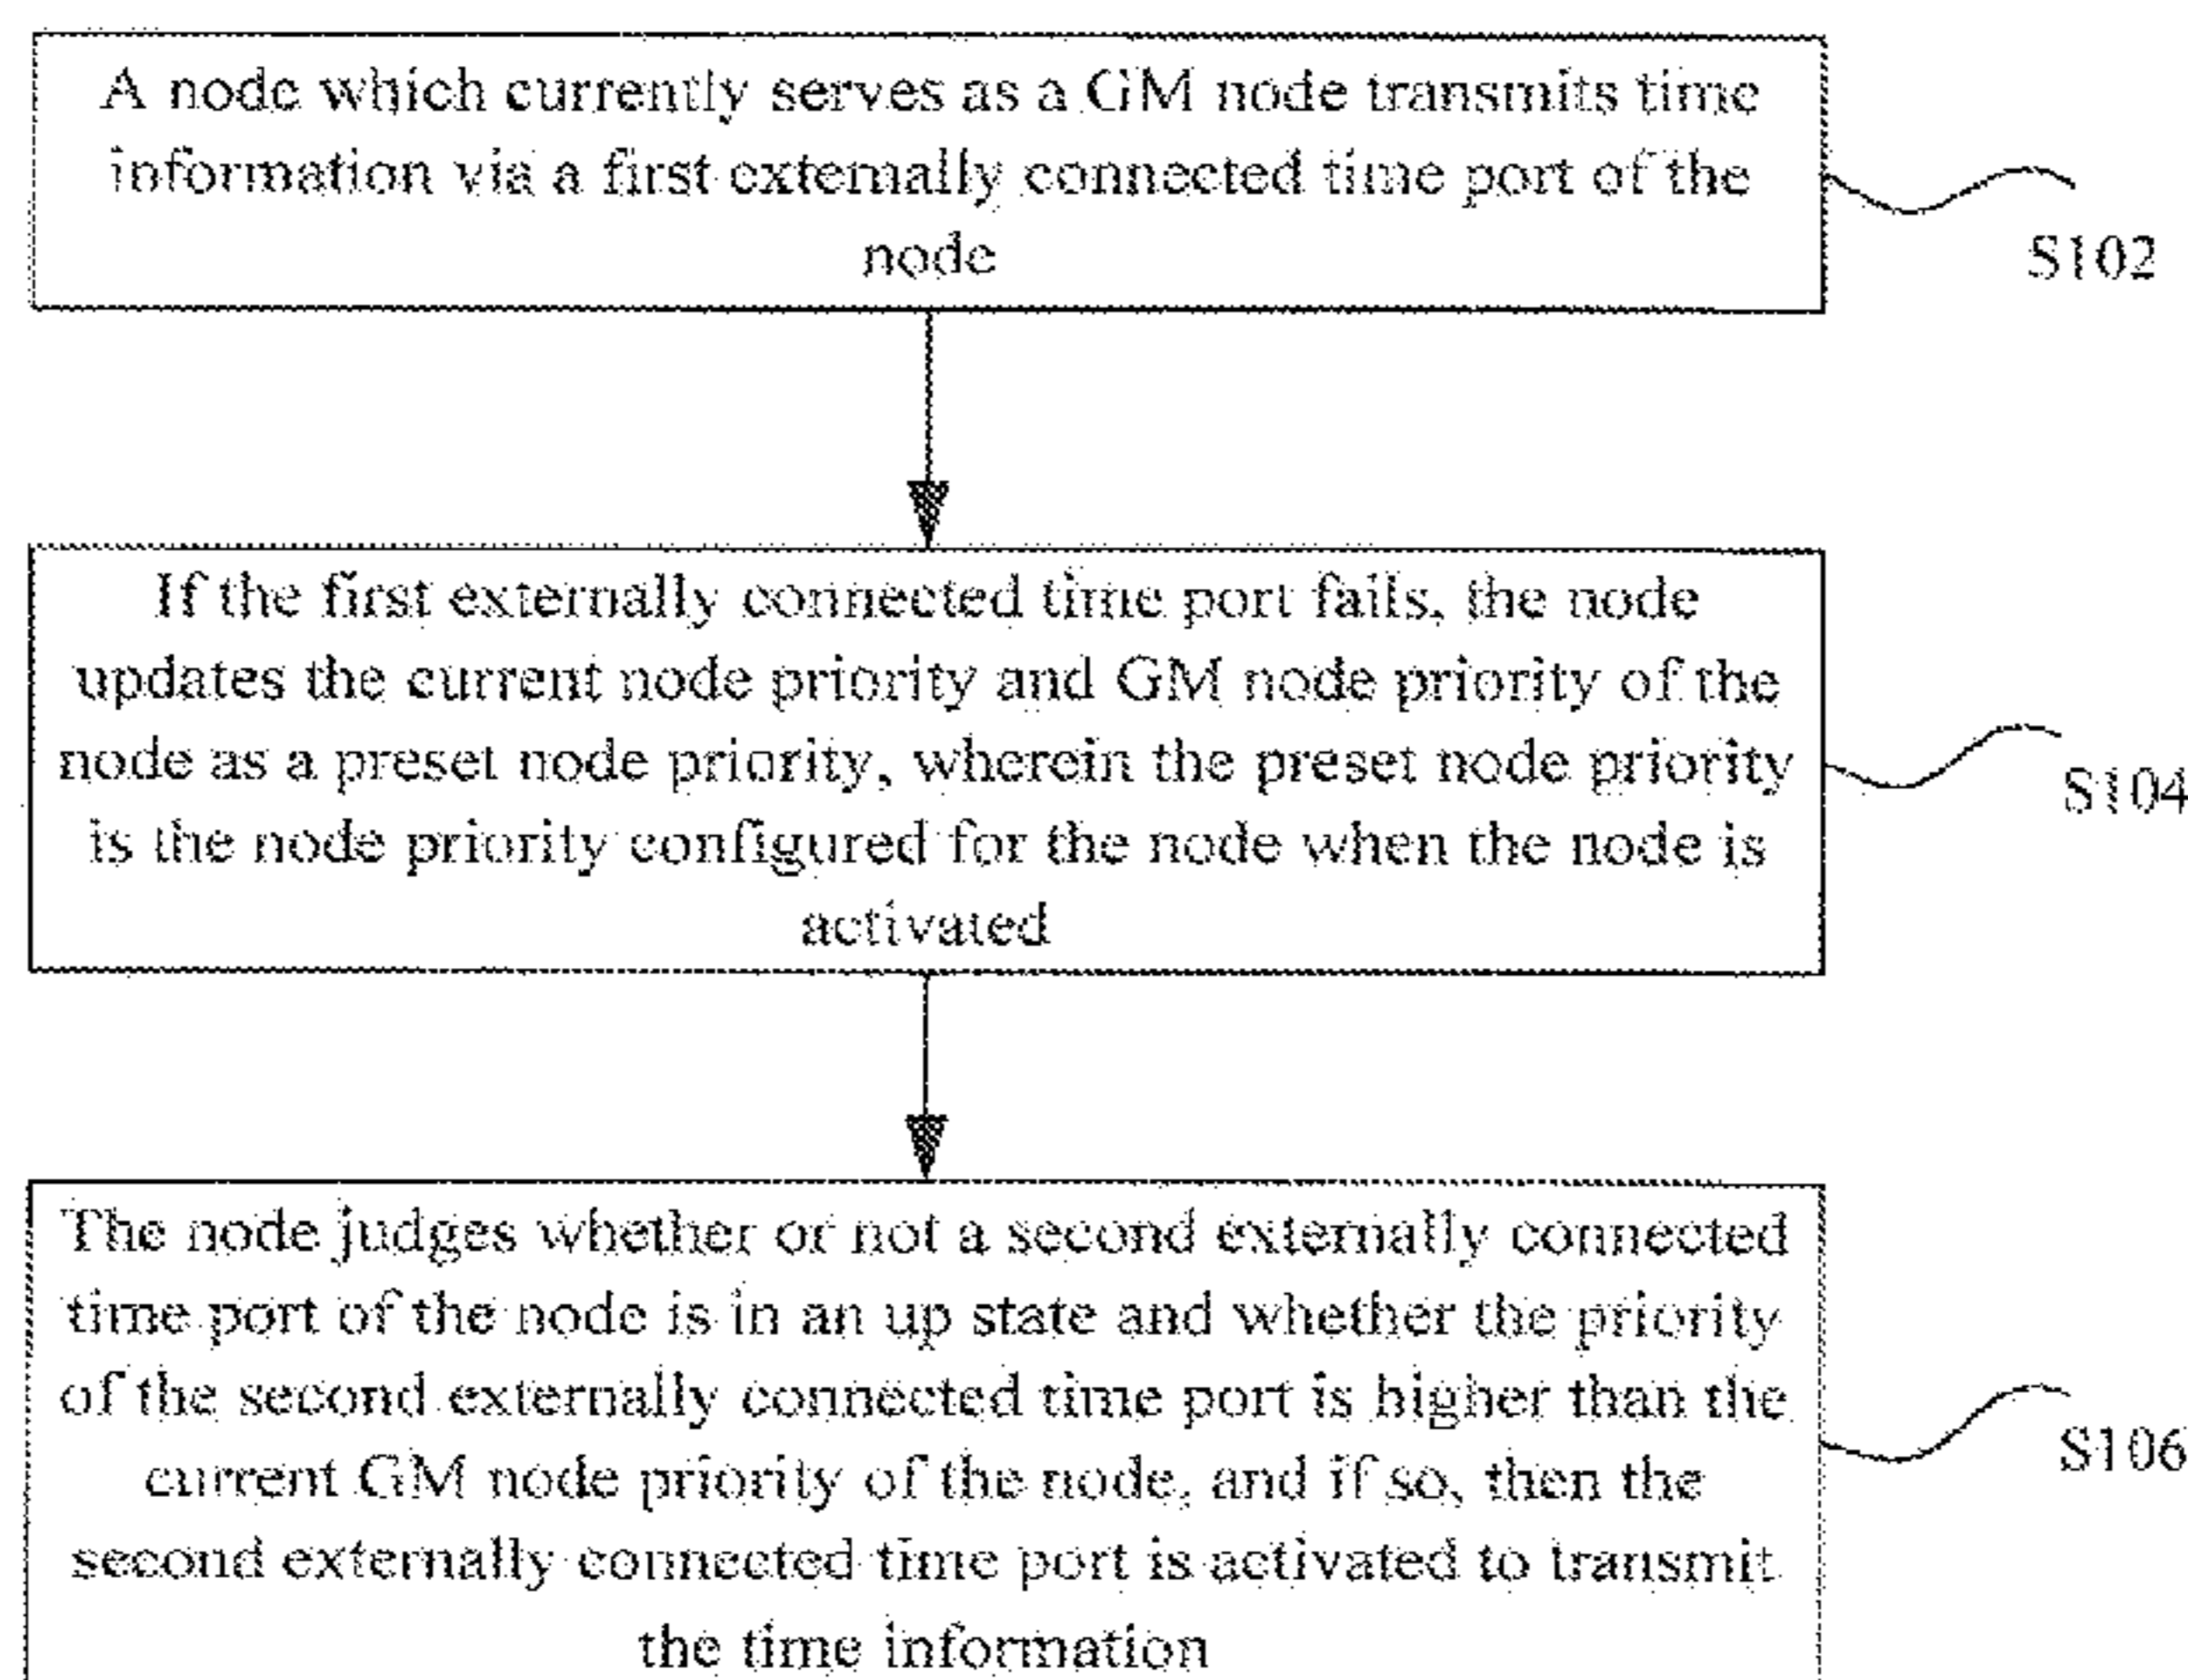 A node which currently serves as a GM node transmits time
information via a first externally connected time port of the
node
S102
If the first externally connected time port fails, the node
updates the current node priority and GM node priority of the
node as a preset node priority, wherein the preset node priority
is the node priority configured for the node when the node is
activated
S104
The node judges whether or not a second externally connected
time port of the node is in an up state and whether the priority
of the second externally connected time port is higher than the
current GM node priority of the node, and if so, then the
second externally connected time port is activated to transmit
the time information
S106